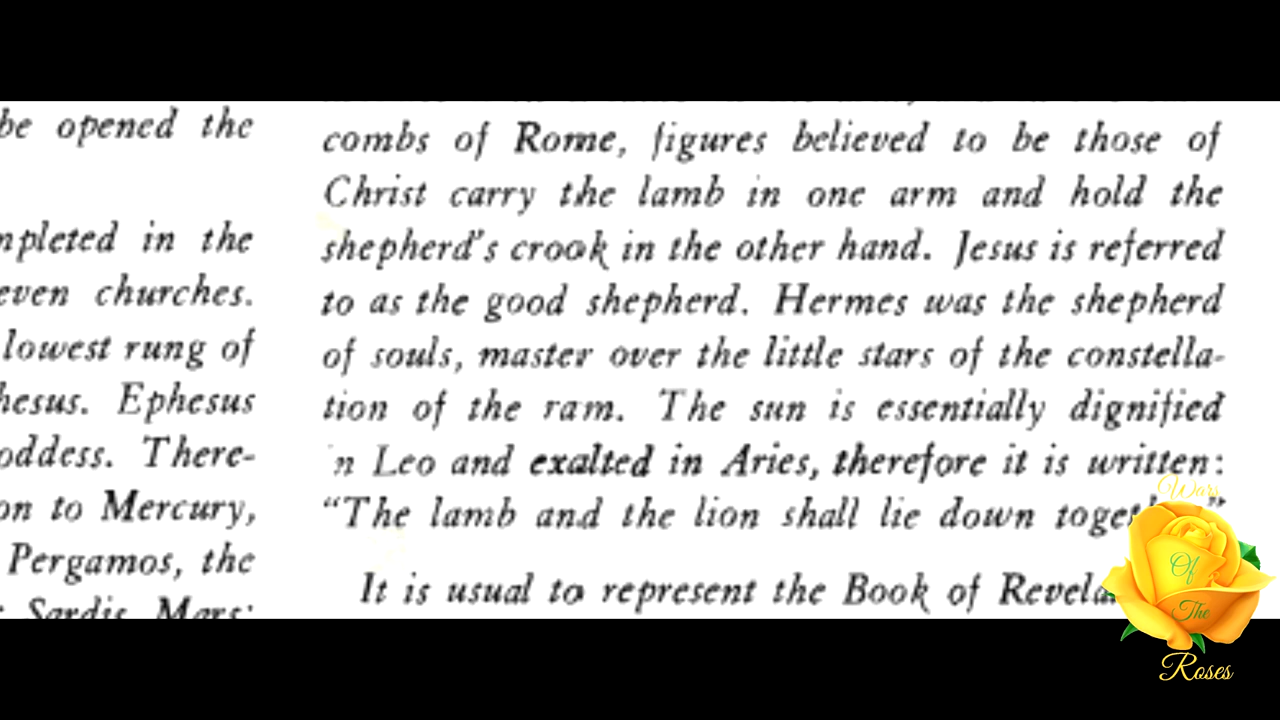 be opened the
mpleted in the
even churches.
lowest rung of
hesus. Ephesus
oddess. There-
on to Mercury,
Pergamos, the
Sardis Mars:
combs of Rome, figures believed to be those of
Christ carry the lamb in one arm and hold the
shepherd's crook in the other hand. Jesus is referred
to as the good shepherd. Hermes was the shepherd
of souls, master over the little stars of the constella-
tion of the ram. The sun is essentially dignified
n Leo and exalted in Aries, therefore it is written:
“The lamb and the lion shall lie down
It is usual to represent the Book of
Wars
Of
The
Roses